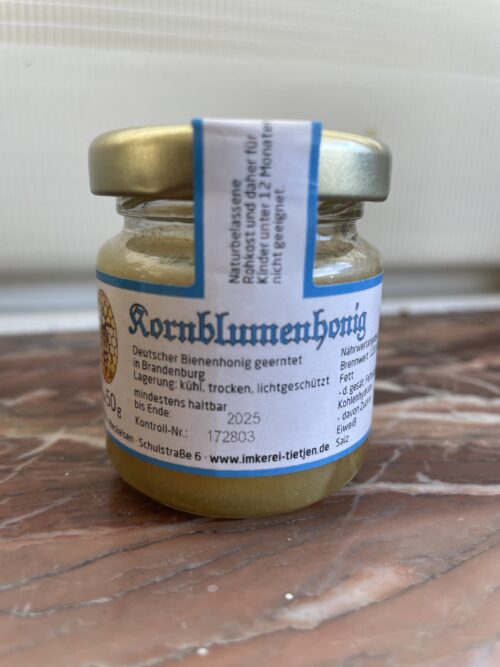 Naturbelassene
Rohkost und daher für
Kinder unter 12 Monaten
nicht geeignet.
Kornblumenhonig
Deutscher Bienenhonig geerntet
in Brandenburg
Lagerung: kühl, trocken, lichtgeschützt
mindestens haltbar
bis Ende: 2025
Kontroll-Nr.: 172803
50g
Schulstraße 6 · www.imkerei-tietjen.de
Brennwert
Fett
- d. gesät.
- davon
Eiweiß
Salz